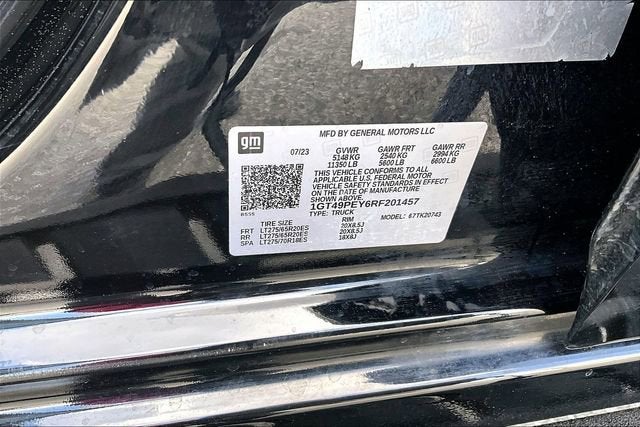 gm
MFD BY GENERAL MOTORS LLC
07/23 GVWR GAWR FRT GAWR RR
5148 KG 2540 KG 2994 KG
11350 LB 5600 LB 6600 LB
THIS VEHICLE CONFORMS TO ALL
APPLICABLE U.S. FEDERAL MOTOR
VEHICLE SAFETY STANDARDS IN EFFECT
ON THE DATE OF MANUFACTURE
SHOWN ABOVE.
1GT49PEY6RF201457
TYPE: TRUCK MODEL: 67TK20743
TIRE SIZE RIM
FRT LT275/65R20ES 20X8.5J
RR LT275/65R20ES 20X8.5J
SPA LT275/70R18ES 18X8J